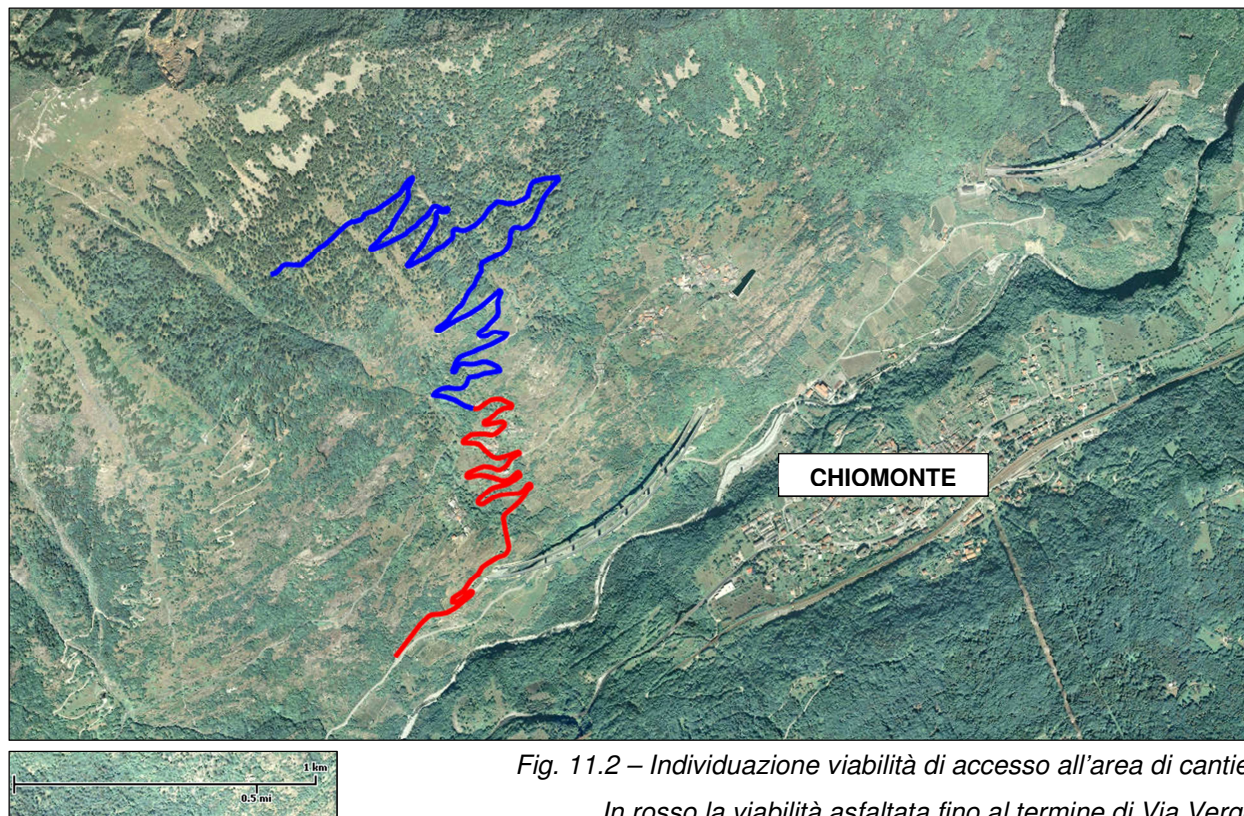 CHIOMONTE
Fig. 11.2 – Individuazione viabilità di accesso all'area di cantie
1 km
0.5 mi
In rosso la viabilità asfaltata fino al termine di Via Verg